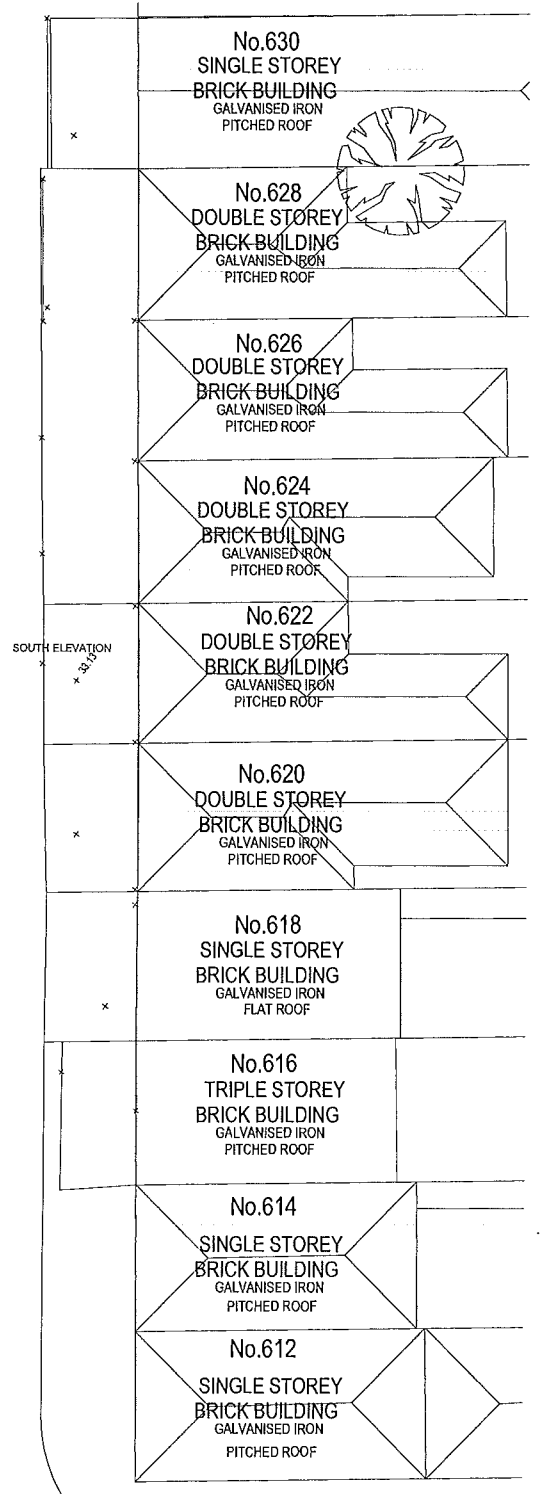 No.630
SINGLE STOREY
BRICK BUILDING
GALVANISED IRON
PITCHED ROOF
No.628
DOUBLE STOREY
BRICK BUILDING
GALVANISED IRON
PITCHED ROOF
No.626
DOUBLE STOREY
BRICK BUILDING
GALVANISED IRON
PITCHED ROOF
No.624
DOUBLE STOREY
BRICK BUILDING
GALVANISED IRON
PITCHED ROOF
No.622
DOUBLE STOREY
BRICK BUILDING
GALVANISED IRON
PITCHED ROOF
SOUTH ELEVATION
33.13
No.620
DOUBLE STOREY
BRICK BUILDING
GALVANISED IRON
PITCHED ROOF
No.618
SINGLE STOREY
BRICK BUILDING
GALVANISED IRON
FLAT ROOF
No.616
TRIPLE STOREY
BRICK BUILDING
GALVANISED IRON
PITCHED ROOF
No.614
SINGLE STOREY
BRICK BUILDING
GALVANISED IRON
PITCHED ROOF
No.612
SINGLE STOREY
BRICK BUILDING
GALVANISED IRON
PITCHED ROOF